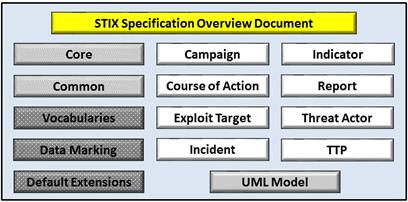 STIX Specification Overview Document
Core Campaign Indicator
Common Course of Action Report
Vocabularies Exploit Target Threat Actor
Data Marking Incident TTP
Default Extensions UML Model